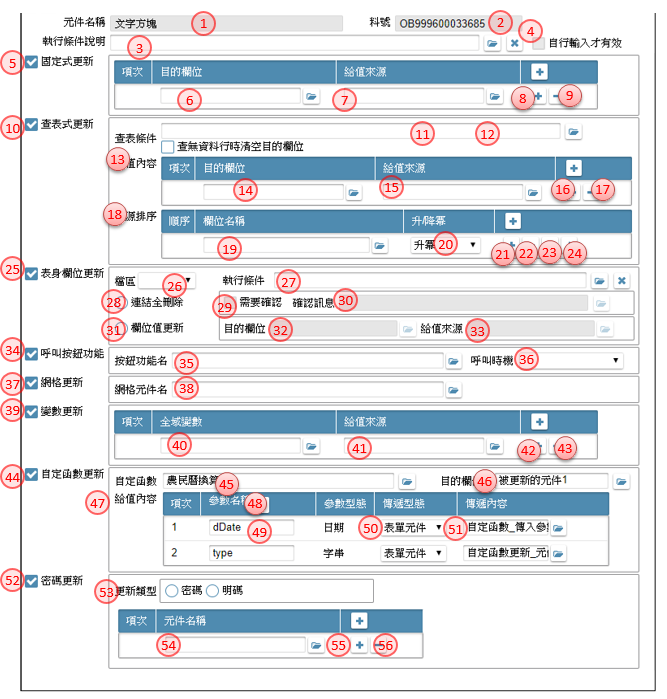 元件名稱 文字方塊 1 料號 OB999600033685 2
執行條件說明 3 4 自行輸入才有效
5 固定式更新 項次 目的欄位 給值來源
6 7 8 9
10 查表式更新
查表條件 11 12
查無資料行時清空目的欄位
13 值內容 項次 目的欄位 給值來源
14 15 16 17
18 源排序 順序 欄位名稱 升/降冪
19 升冪 20 21 22 23 24
25 表身欄位更新 檔區 26 執行條件 27
28 連結全刪除 29 需要確認 確認訊息 30
31 欄位值更新 目的欄位 32 給值來源 33
34 呼叫按鈕功能 按鈕功能名 35 呼叫時機 36
37 網格更新 網格元件名 38
39 變數更新 項次 全域變數 給值來源
40 41 42 43
44 自定函數更新 自定函數 農民曆換算 45 目的欄 46 被更新的元件1
47 給值內容 項次 參數名稱 48 參數型態 傳遞型態 傳遞內容
1 dDate 49 日期 50 表單元件 51 自定函數_傳入參
2 type 字串 表單元件 自定函數更新_元
52 密碼更新
53 更新類型 密碼 明碼
項次 元件名稱
54 55 56